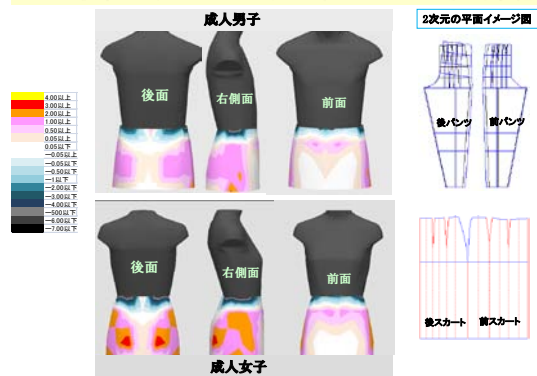 成人男子
2次元の平面イメージ図
後面
右側面
前面
後パンツ
前パンツ
4.00以上
3.00以上
2.00以上
1.00以上
0.50以上
0.05以上
0.05以下
−0.05以上
−0.05以下
−0.50以下
−1以下
−2.00以下
−3.00以下
−4.00以下
−500以下
−6.00以下
−7.00以下
後面
右側面
前面
後スカート
前スカート
成人女子